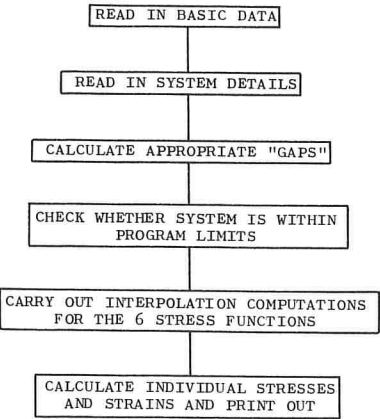 READ IN BASIC DATA
READ IN SYSTEM DETAILS
CALCULATE APPROPRIATE "GAPS"
CHECK WHETHER SYSTEM IS WITHIN
PROGRAM LIMITS
CARRY OUT INTERPOLATION COMPUTATIONS
FOR THE 6 STRESS FUNCTIONS
CALCULATE INDIVIDUAL STRESSES
AND STRAINS AND PRINT OUT